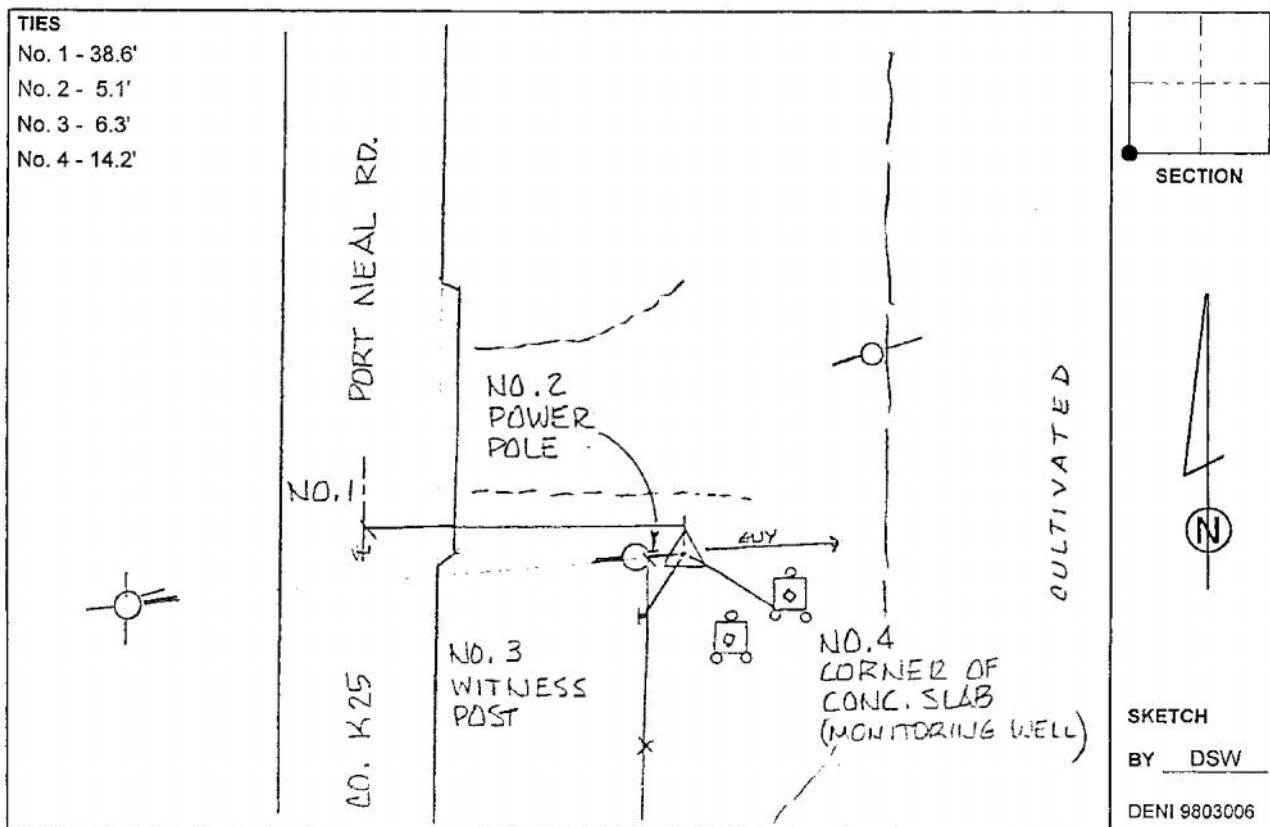 TIES
No. 1 - 38.6'
No. 2 - 5.1'
No. 3 - 6.3'
No. 4 - 14.2'
PORT NEAL RD.
CO. K25
NO. 1
NO. 2
POWER
POLE
GUY
NO. 3
WITNESS
POST
NO. 4
CORNER OF
CONC. SLAB
(MONITORING WELL)
CULTIVATED
SECTION
N
SKETCH
BY DSW
DENI 9803006